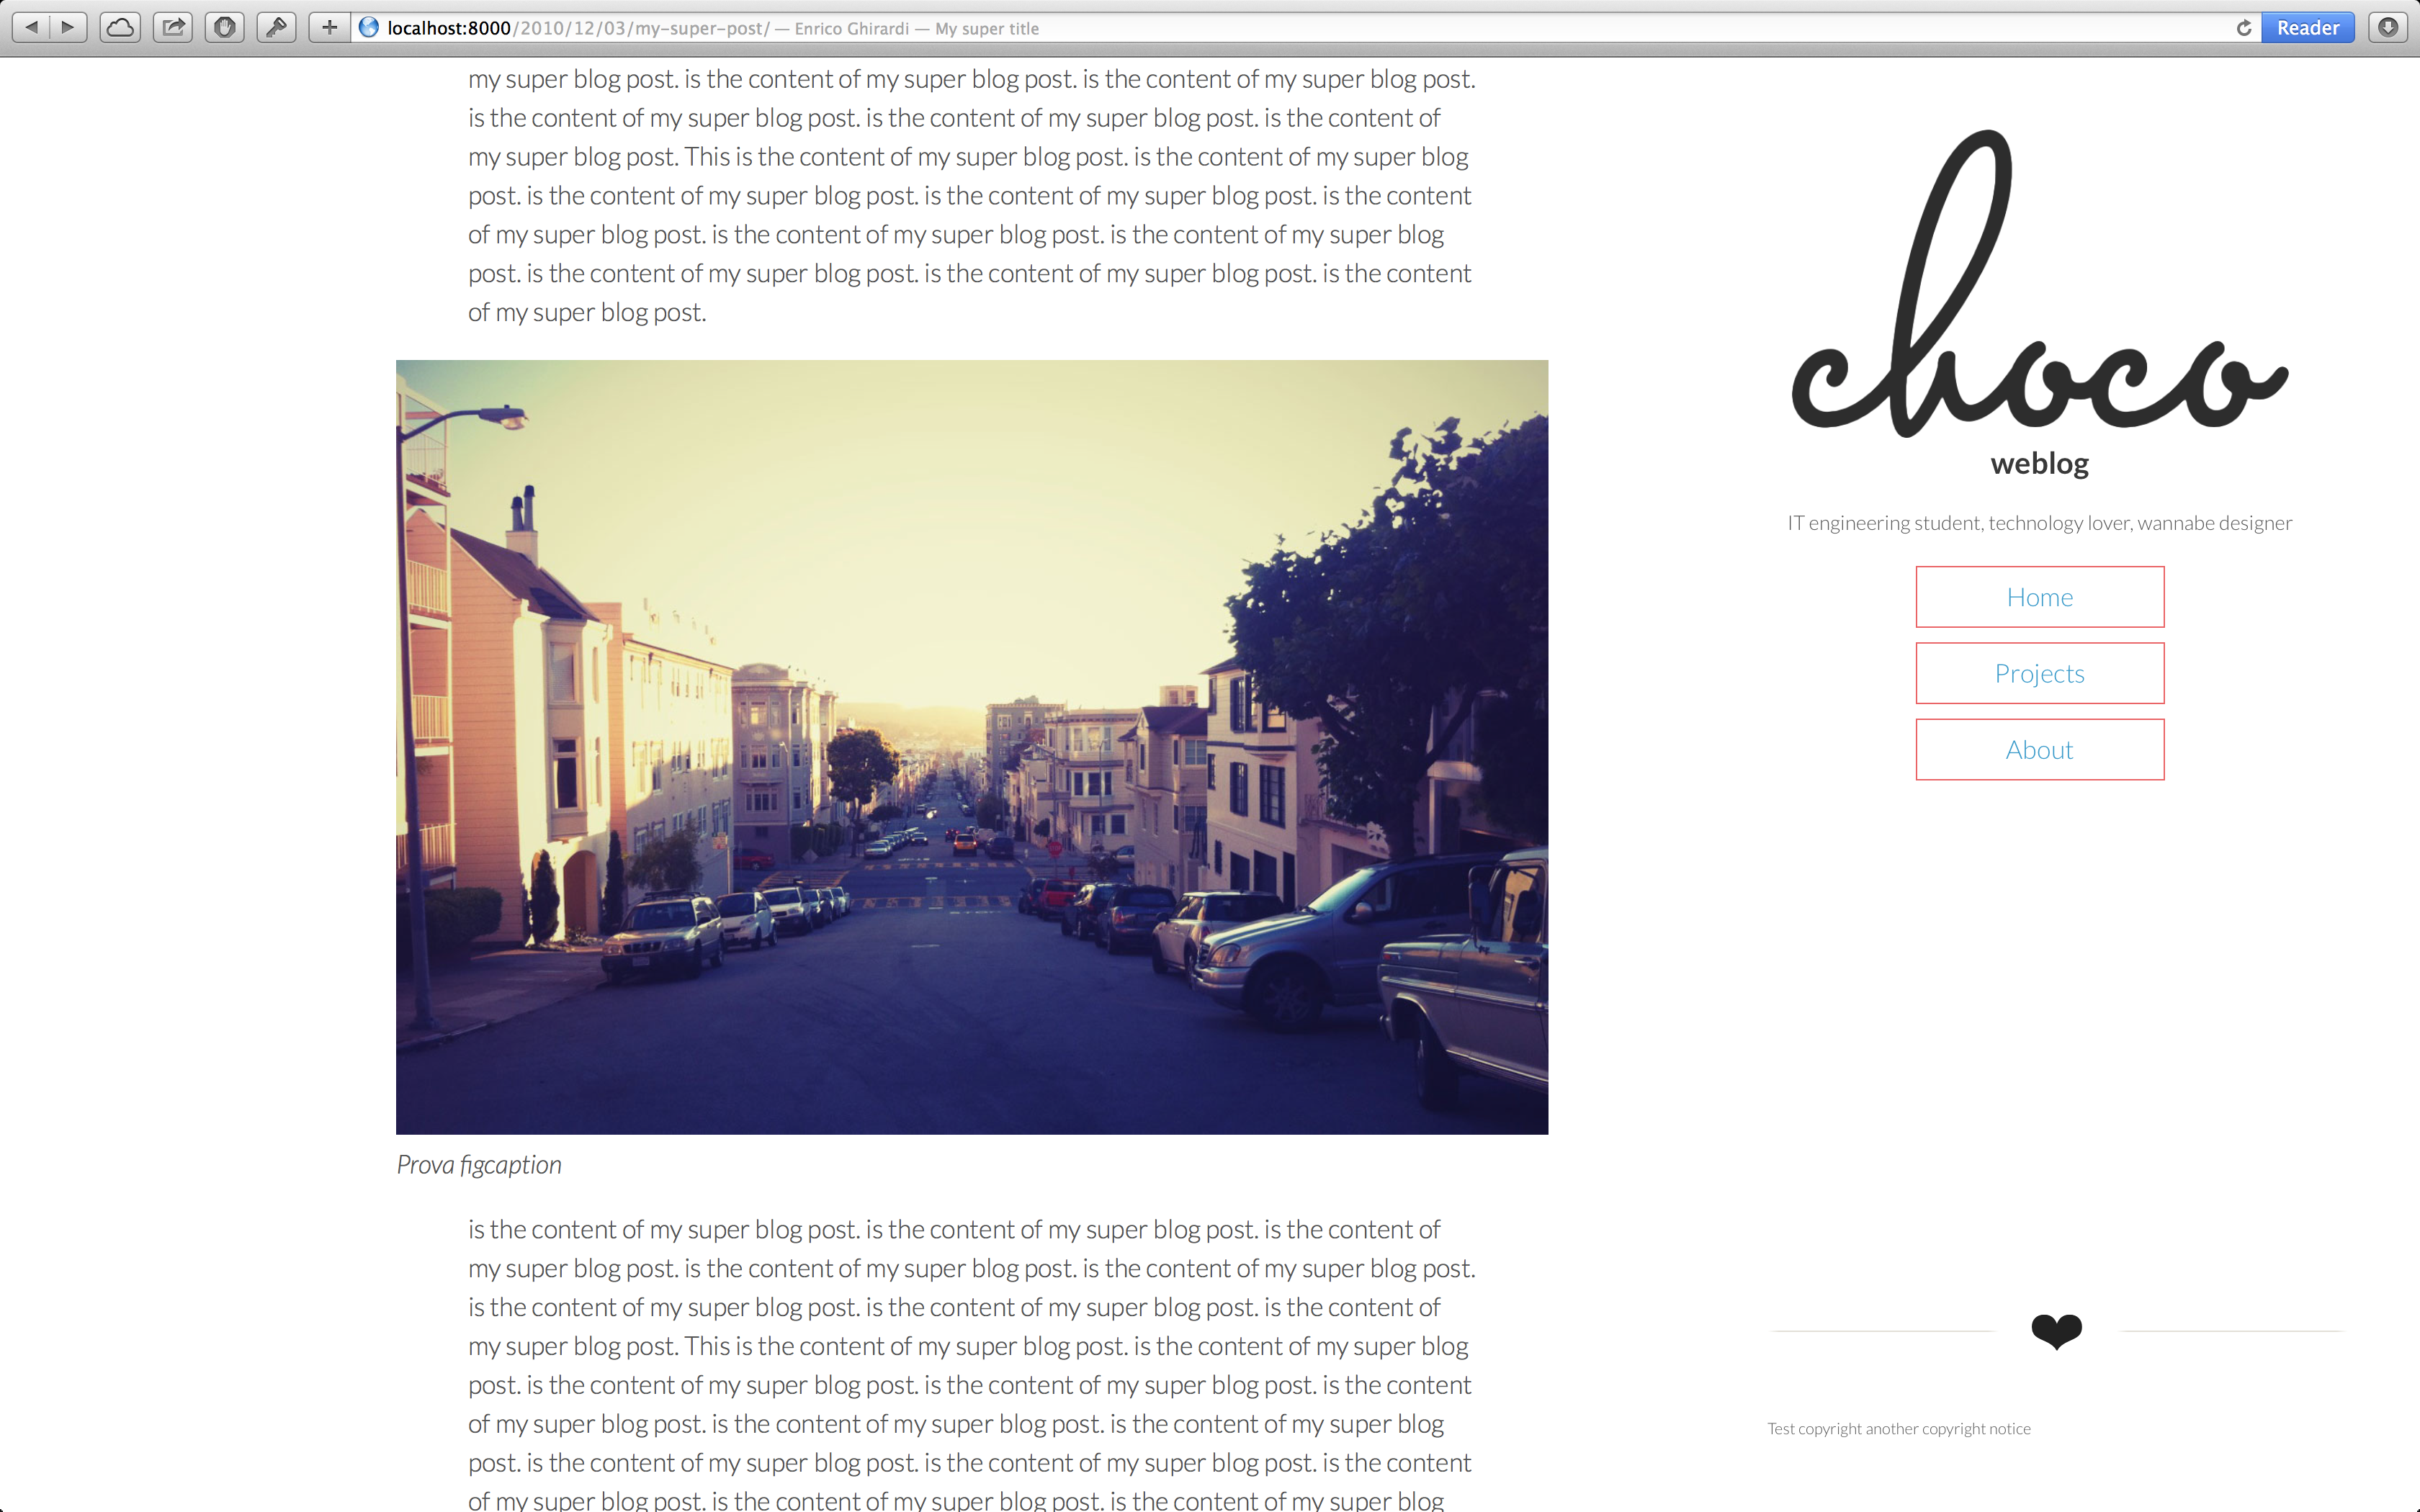 localhost:8000/2010/12/03/my-super-post/ — Enrico Ghirardi — My super title
Reader
my super blog post. is the content of my super blog post. is the content of my super blog post.
is the content of my super blog post. is the content of my super blog post. is the content of
my super blog post. This is the content of my super blog post. is the content of my super blog
post. is the content of my super blog post. is the content of my super blog post. is the content
of my super blog post. is the content of my super blog post. is the content of my super blog
post. is the content of my super blog post. is the content of my super blog post. is the content
of my super blog post.
Prova figcaption
is the content of my super blog post. is the content of my super blog post. is the content of
my super blog post. is the content of my super blog post. is the content of my super blog post.
is the content of my super blog post. is the content of my super blog post. is the content of
my super blog post. This is the content of my super blog post. is the content of my super blog
post. is the content of my super blog post. is the content of my super blog post. is the content
of my super blog post. is the content of my super blog post. is the content of my super blog
post. is the content of my super blog post. is the content of my super blog post. is the content
of my super blog post. is the content of my super blog post. is the content of my super blog
choco
weblog
IT engineering student, technology lover, wannabe designer
Home
Projects
About
Test copyright another copyright notice